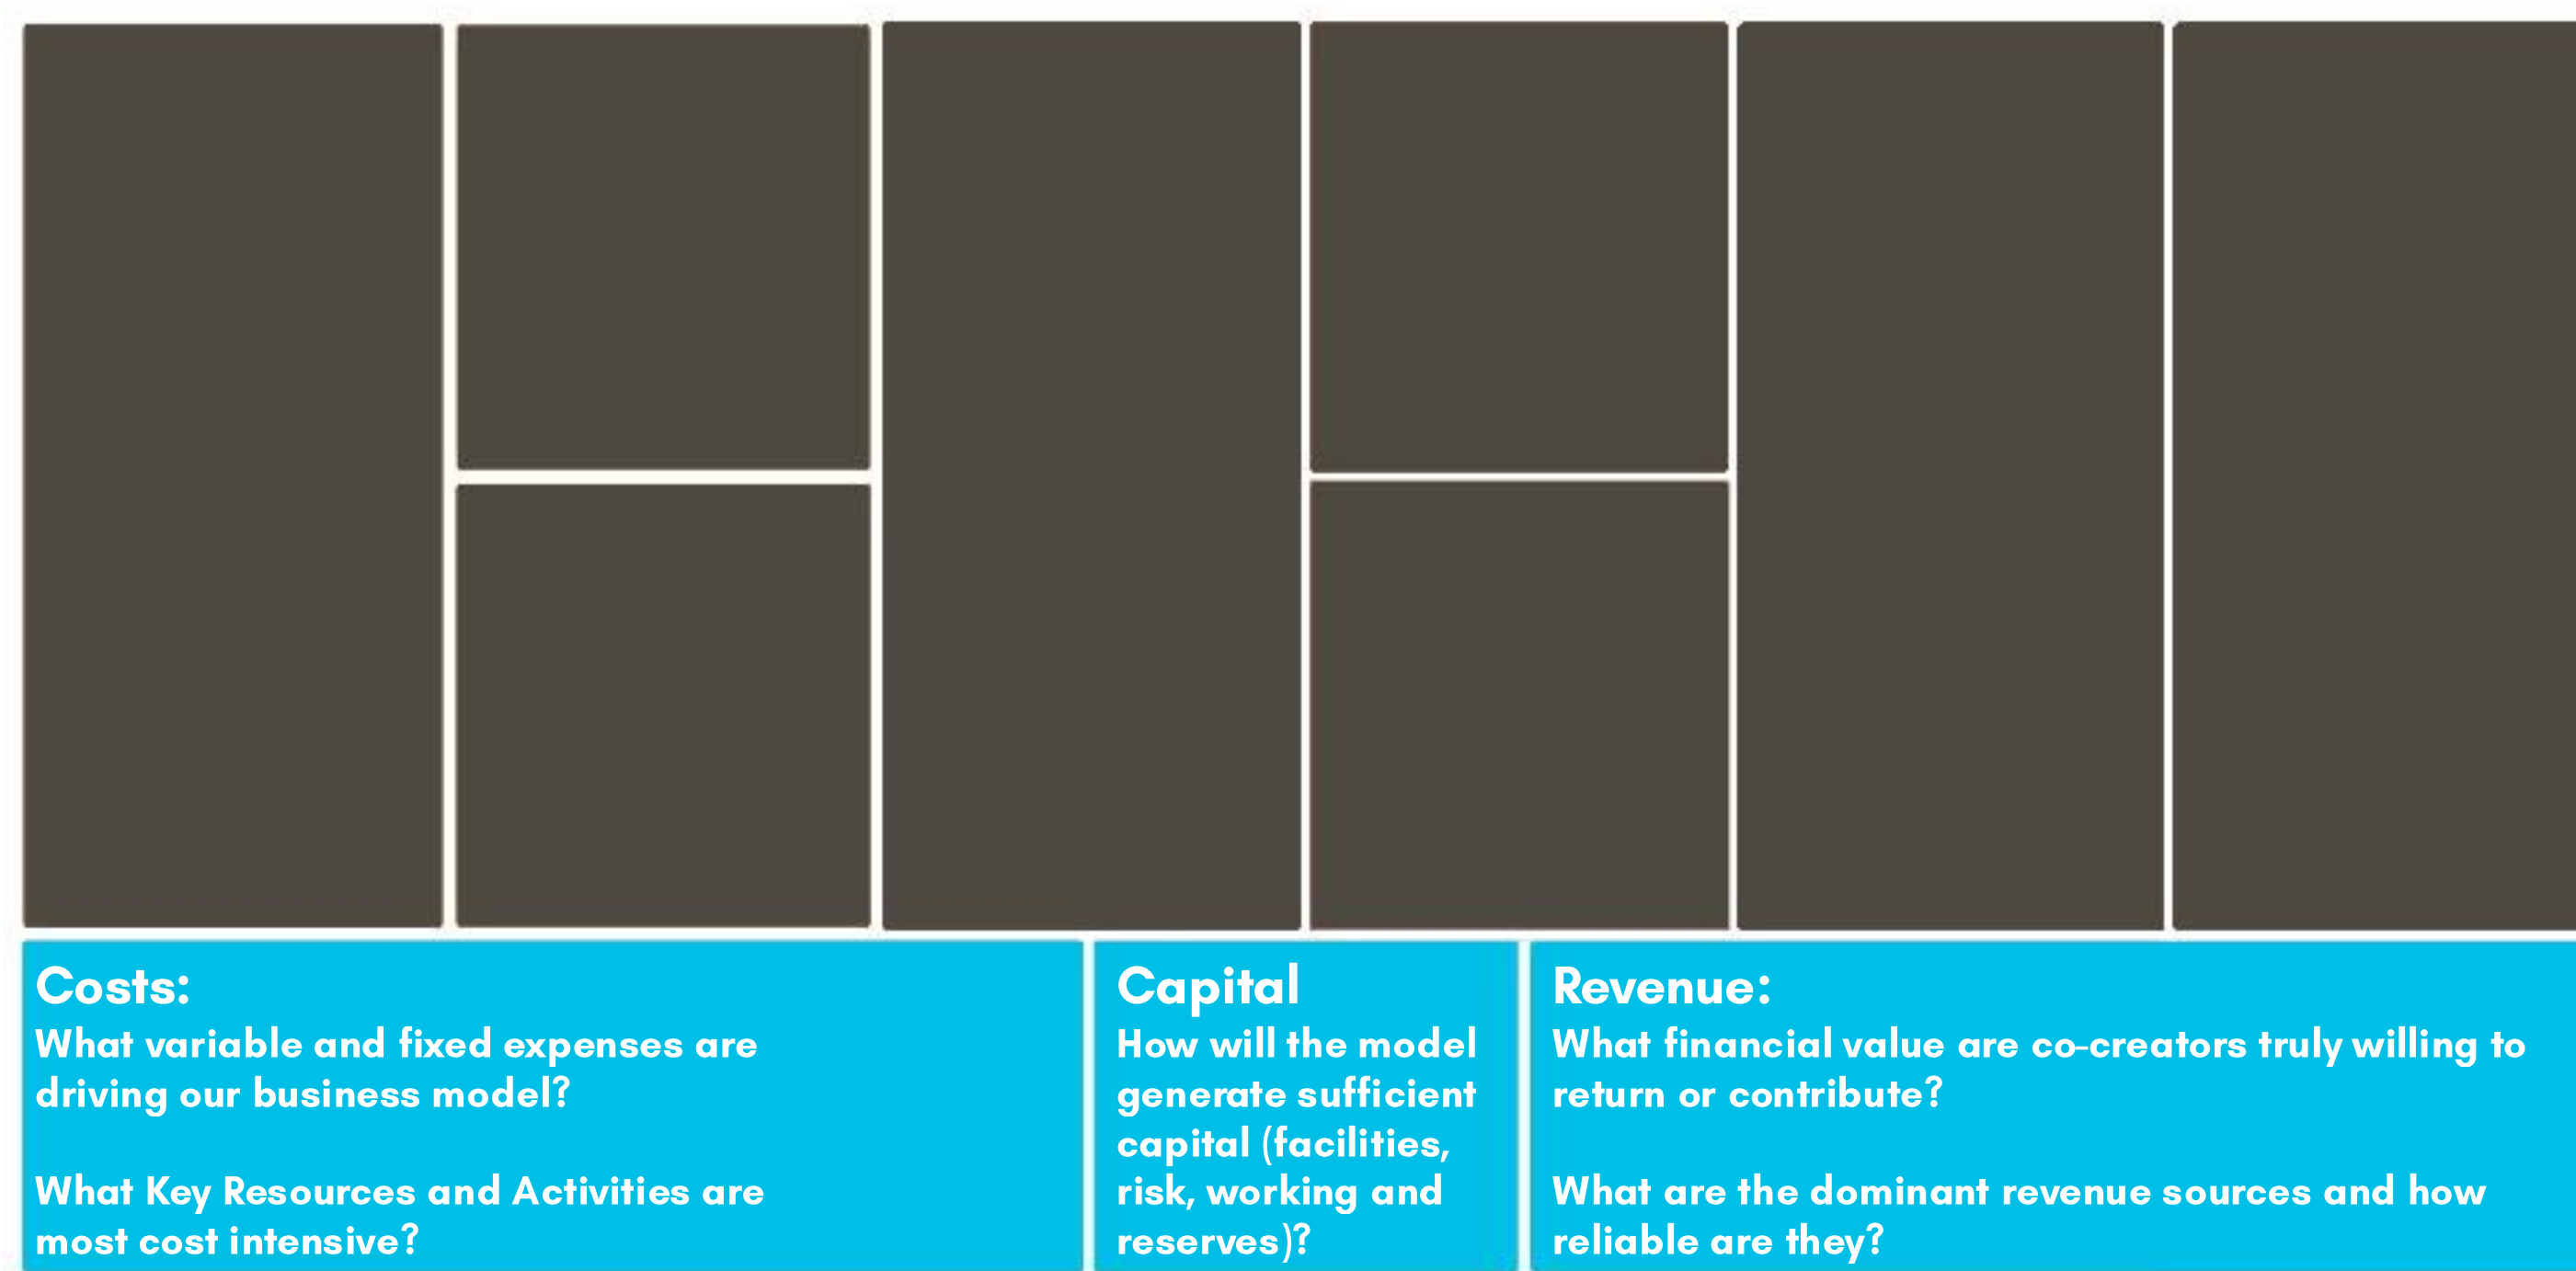 Costs:
What variable and fixed expenses are
driving our business model?
What Key Resources and Activities are
most cost intensive?
Capital
How will the model
generate sufficient
capital (facilities,
risk, working and
reserves)?
Revenue:
What financial value are co-creators truly willing to
return or contribute?
What are the dominant revenue sources and how
reliable are they?